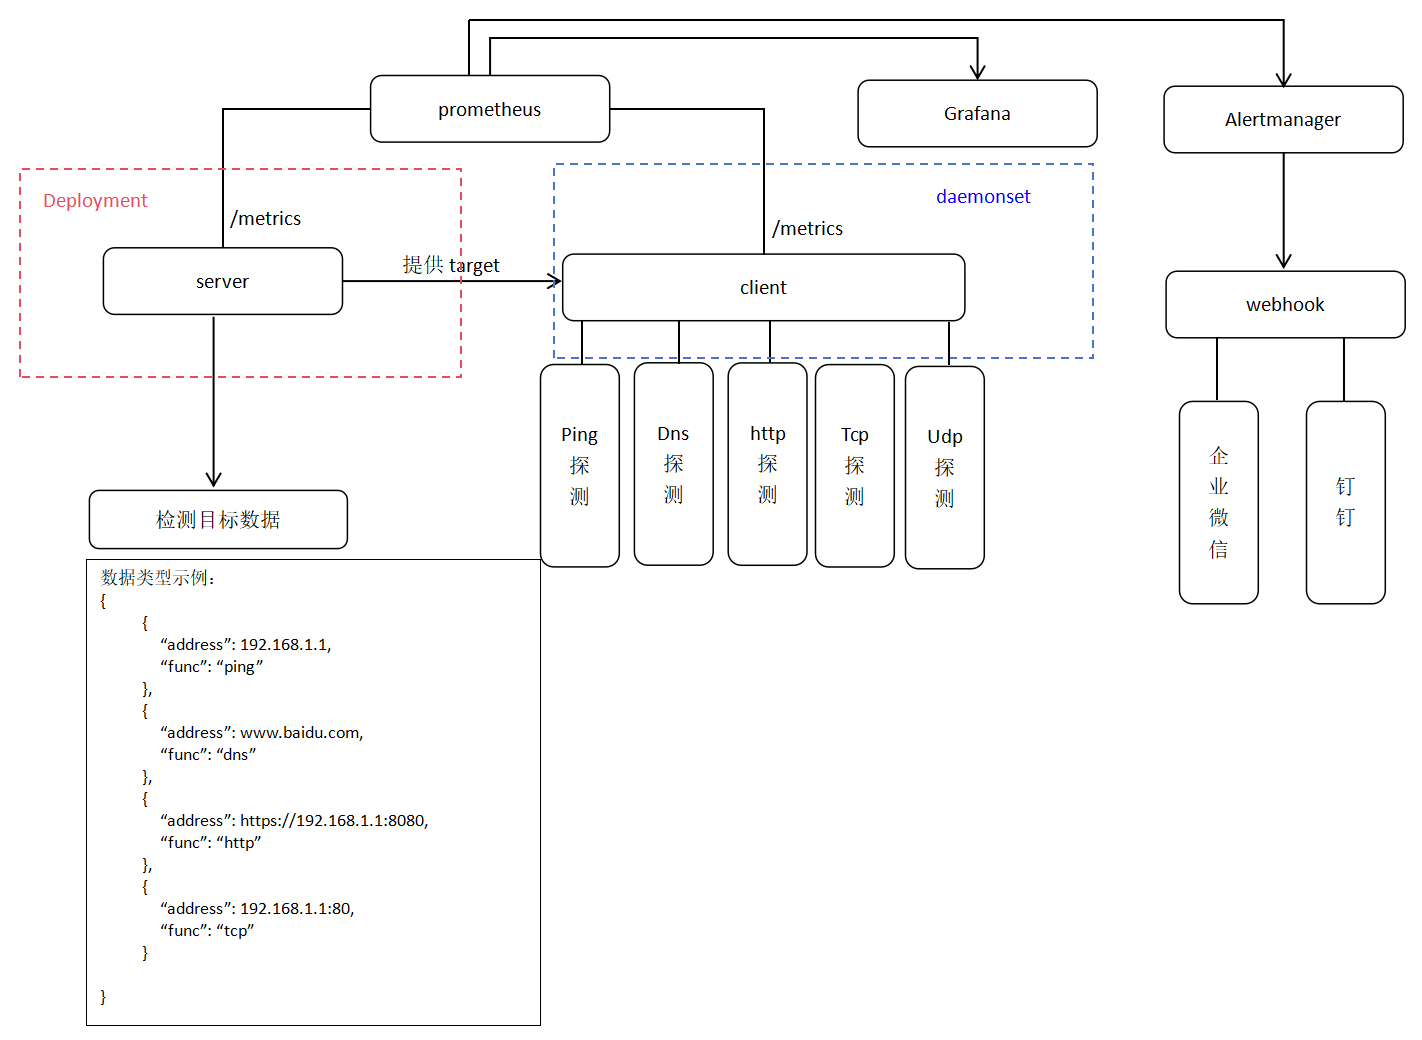 prometheus
Grafana
Alertmanager
Deployment
daemonset
/metrics
/metrics
提供 target
server
client
webhook
Ping
探
测
Dns
探
测
http
探
测
Tcp
探
测
Udp
探
测
企
业
微
信
钉
钉
检测目标数据
数据类型示例：
{
{
“address”: 192.168.1.1,
“func”: “ping”
},
{
“address”: www.baidu.com,
“func”: “dns”
},
{
“address”: https://192.168.1.1:8080,
“func”: “http”
},
{
“address”: 192.168.1.1:80,
“func”: “tcp”
}
}